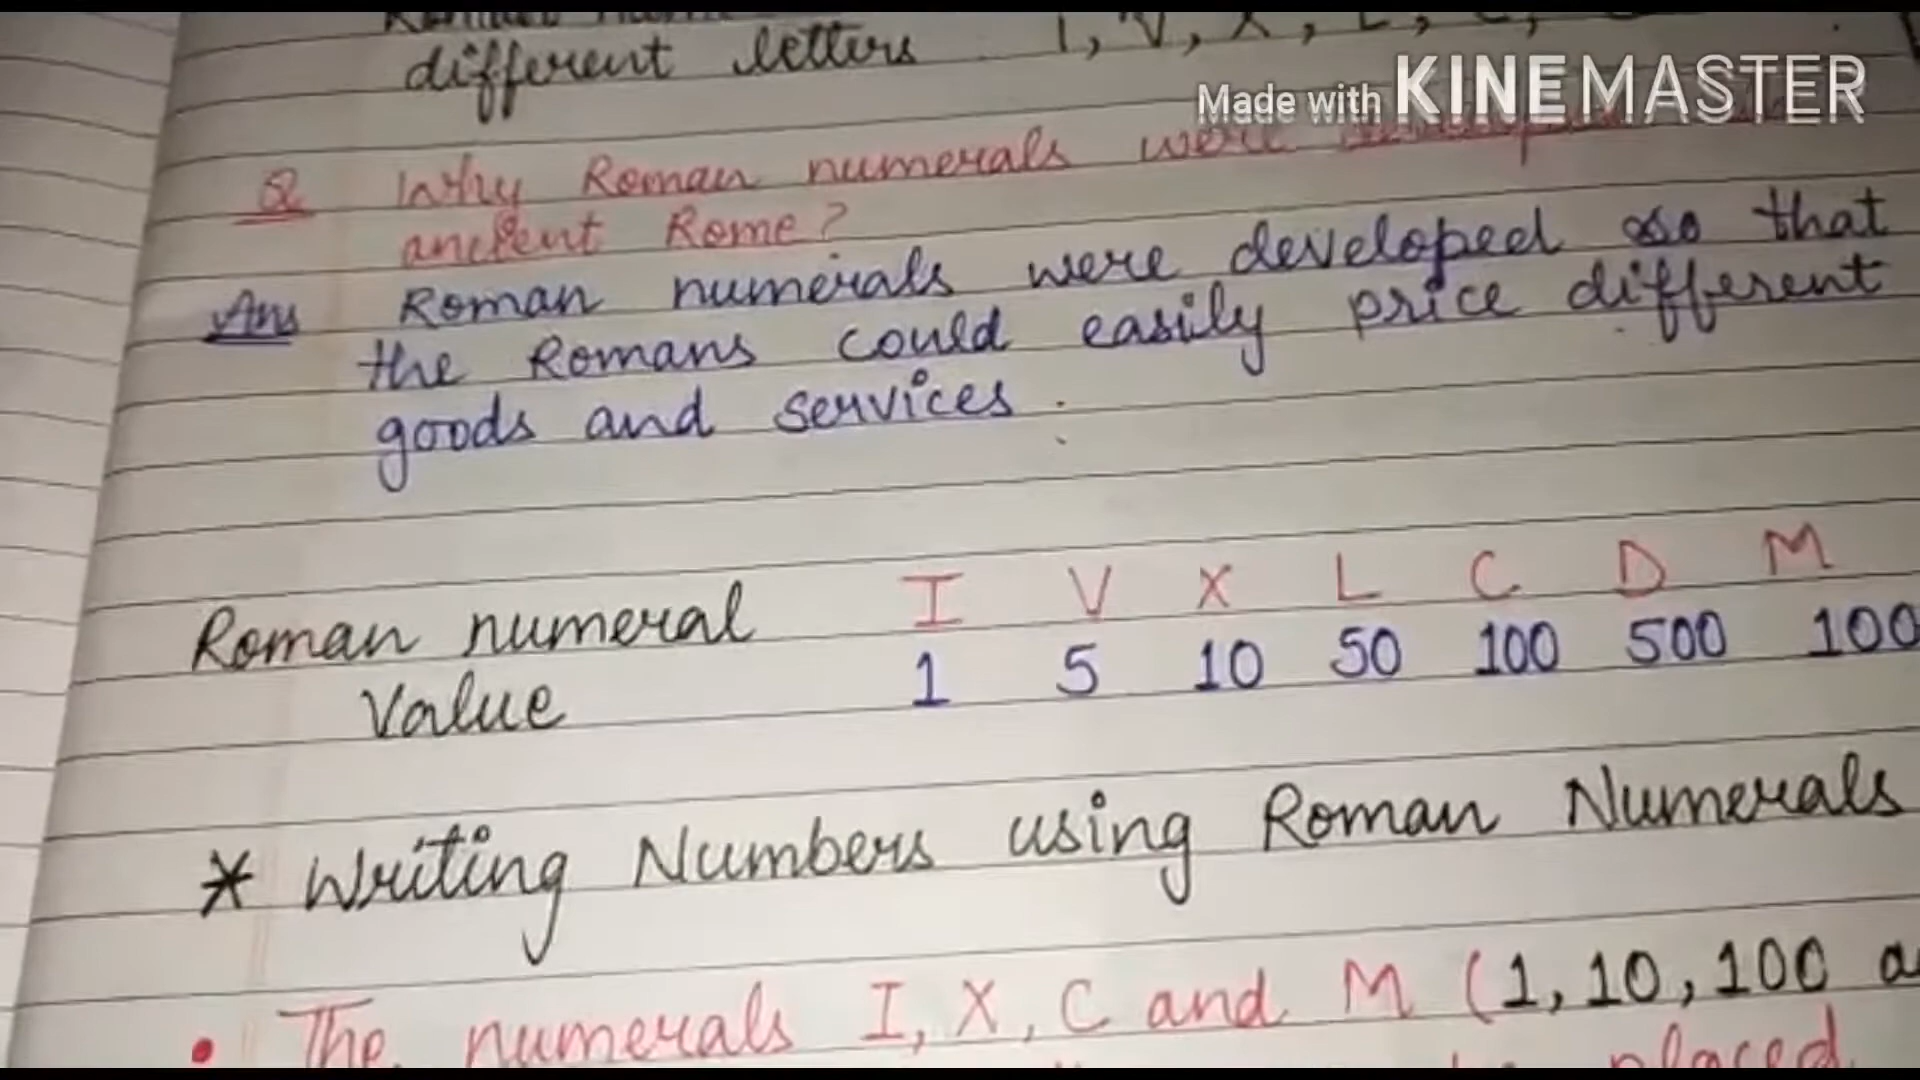 different letters I, V, X, L, C,
Made with KINEMASTER
Q Why Roman numerals were
ancient Rome?
Ans Roman numerals were developed so that
the Romans could easily price different
goods and services.
Roman numeral I V X L C D M
Value 1 5 10 50 100 500 100
* Writing Numbers using Roman Numerals
• The numerals I, X, C and M (1, 10, 100 a
placed